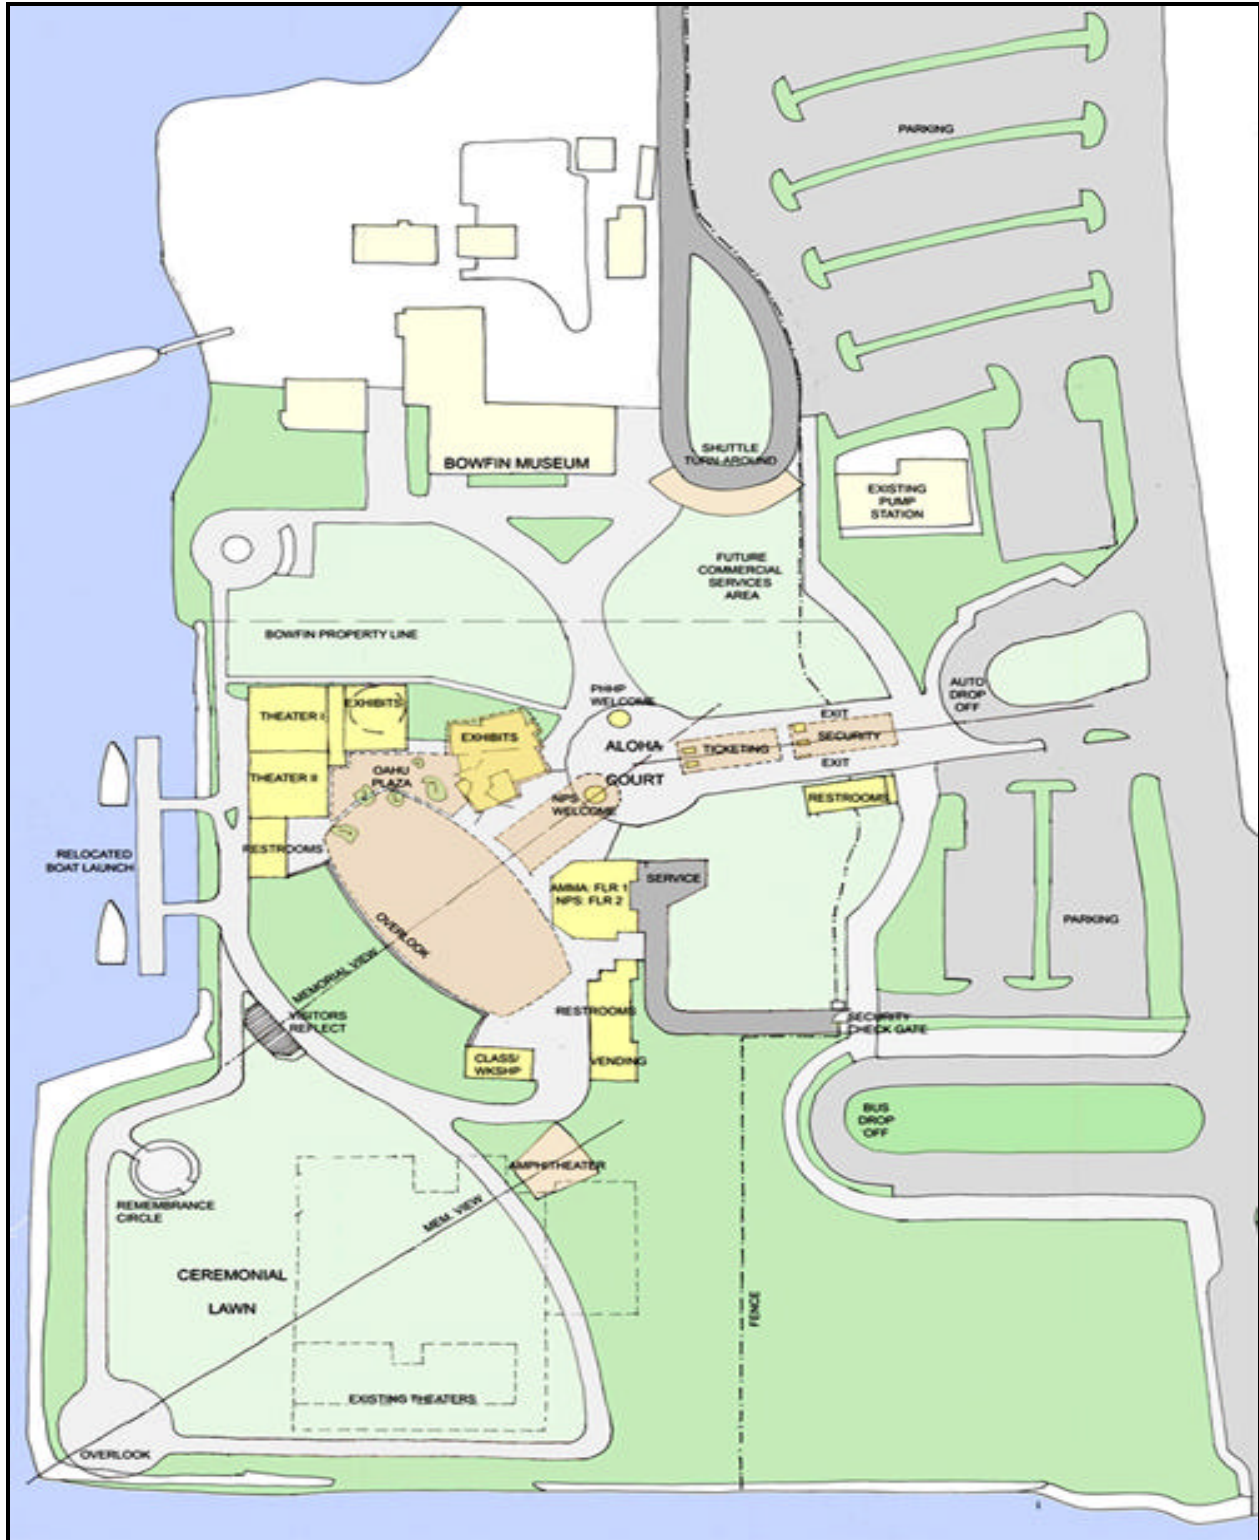 PARKING
BOWFIN MUSEUM
SHUTTLE
TURN AROUND
EXISTING
PUMP
STATION
FUTURE
COMMERCIAL
SERVICES
AREA
BOWFIN PROPERTY LINE
AUTO
DROP
OFF
PHHP
WELCOME
THEATER I
EXHIBITS
EXIT
EXHIBITS
ALOHA
COURT
TICKETING
SECURITY
EXIT
THEATER II
OAHU
PLAZA
NPS
WELCOME
RESTROOMS
RESTROOMS
RELOCATED
BOAT LAUNCH
AMMA: FLR 1
NPS: FLR 2
SERVICE
OVERLOOK
PARKING
MEMORIAL VIEW
VISITORS
REFLECT
RESTROOMS
SECURITY
CHECK GATE
CLASS/
WKSHP
VENDING
BUS
DROP
OFF
AMPHITHEATER
REMEMBRANCE
CIRCLE
MEM. VIEW
CEREMONIAL
LAWN
FENCE
EXISTING THEATERS
OVERLOOK